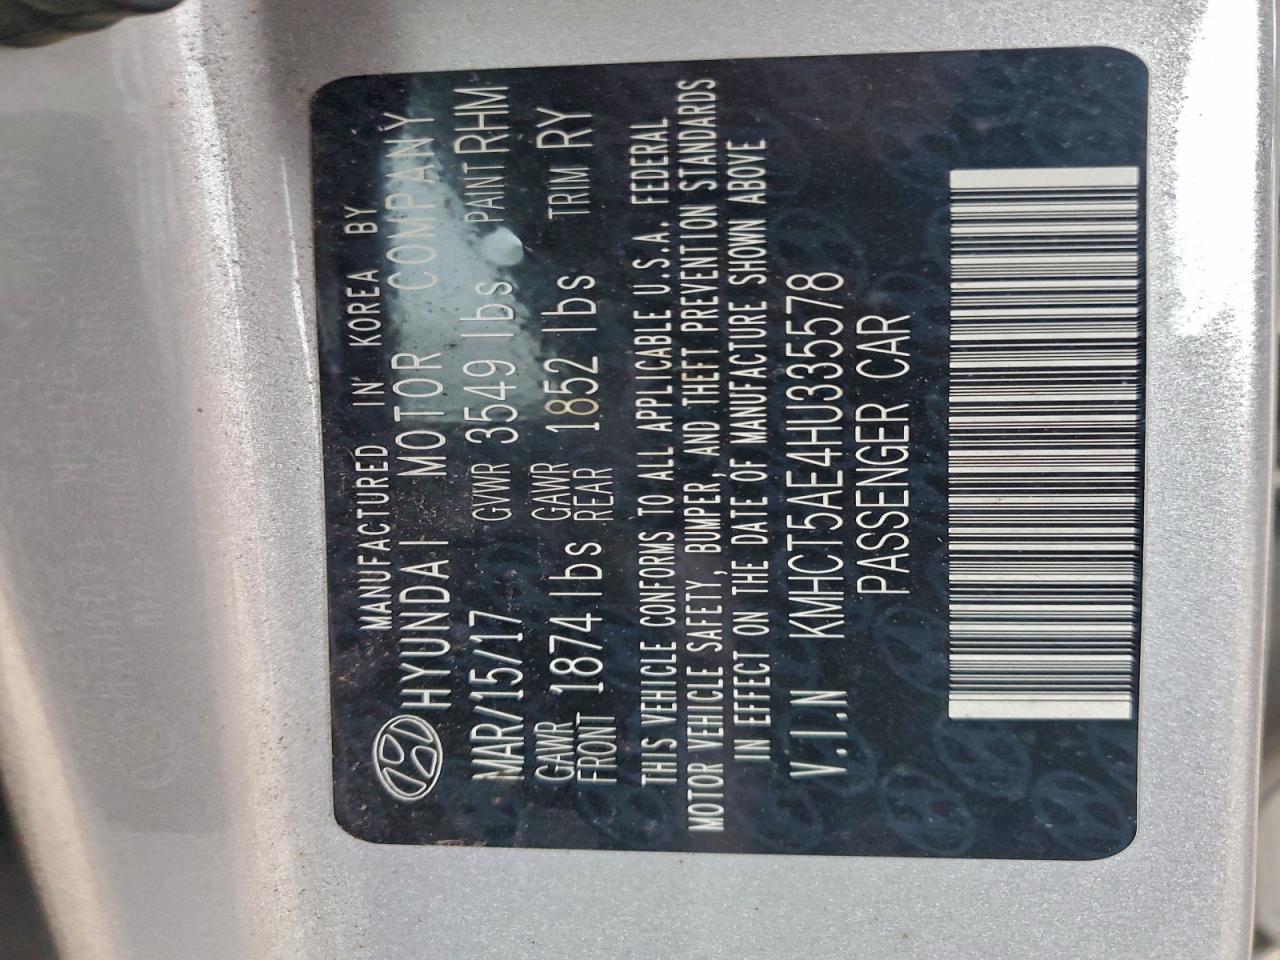 MANUFACTURED IN KOREA BY
HYUNDAI MOTOR COMPANY
MAR/15/17 GVWR 3549 lbs PAINT RHM
GAWR FRONT 1874 lbs GAWR REAR 1852 lbs TRIM RY
THIS VEHICLE CONFORMS TO ALL APPLICABLE U.S.A. FEDERAL
MOTOR VEHICLE SAFETY, BUMPER, AND THEFT PREVENTION STANDARDS
IN EFFECT ON THE DATE OF MANUFACTURE SHOWN ABOVE
V.I.N KMHCT5AE4HU335578
PASSENGER CAR